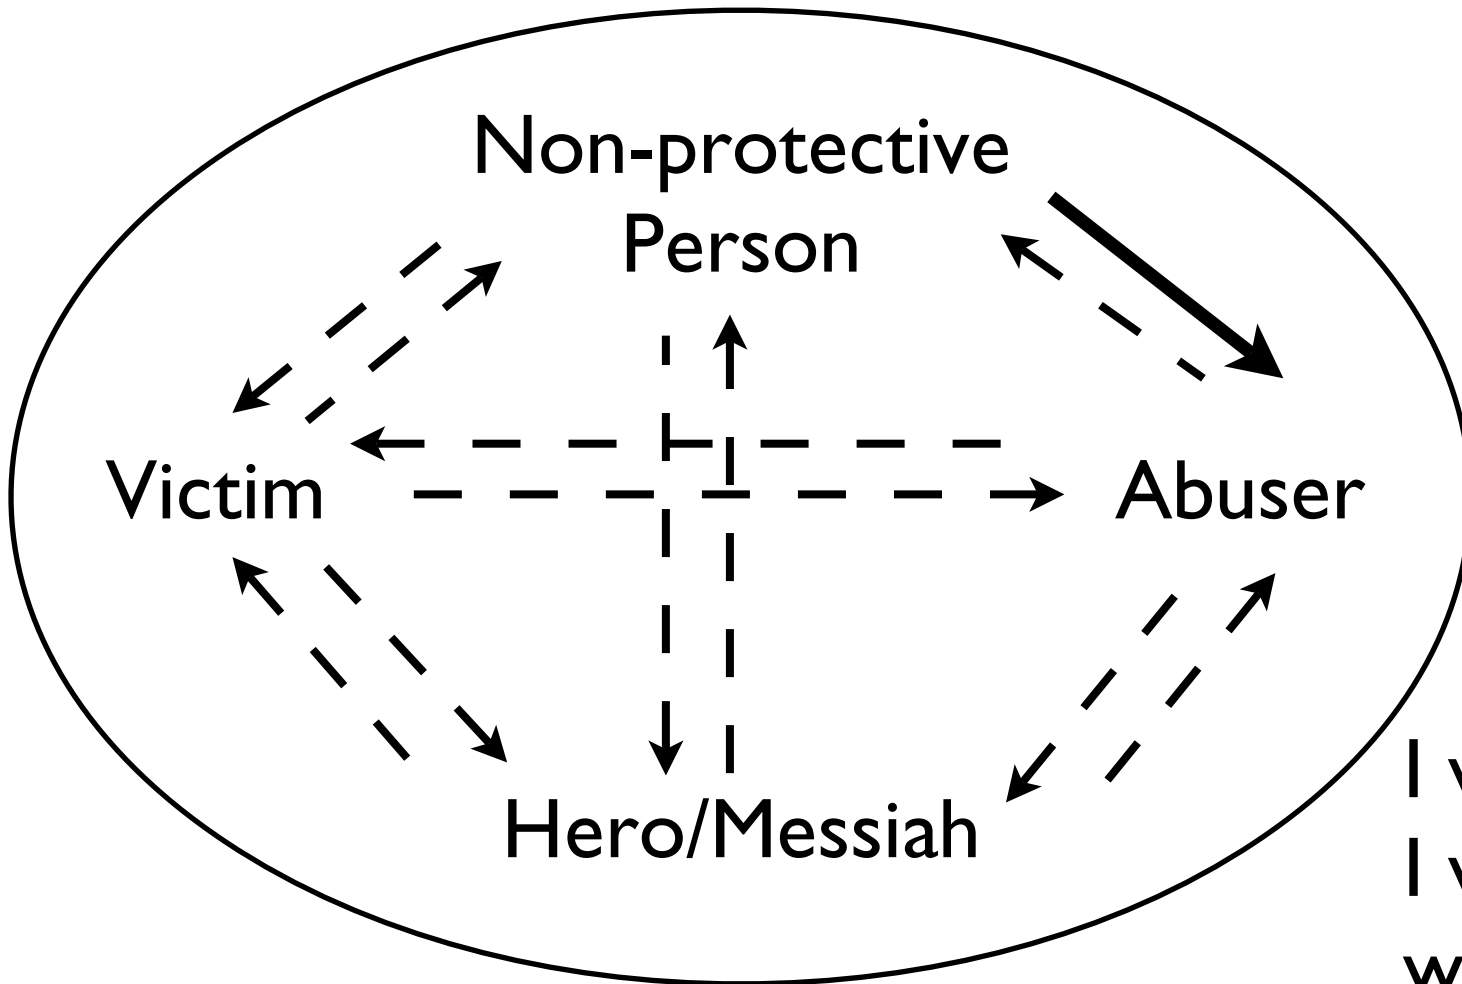 Non-protective
Person
Victim
Abuser
Hero/Messiah
I
I